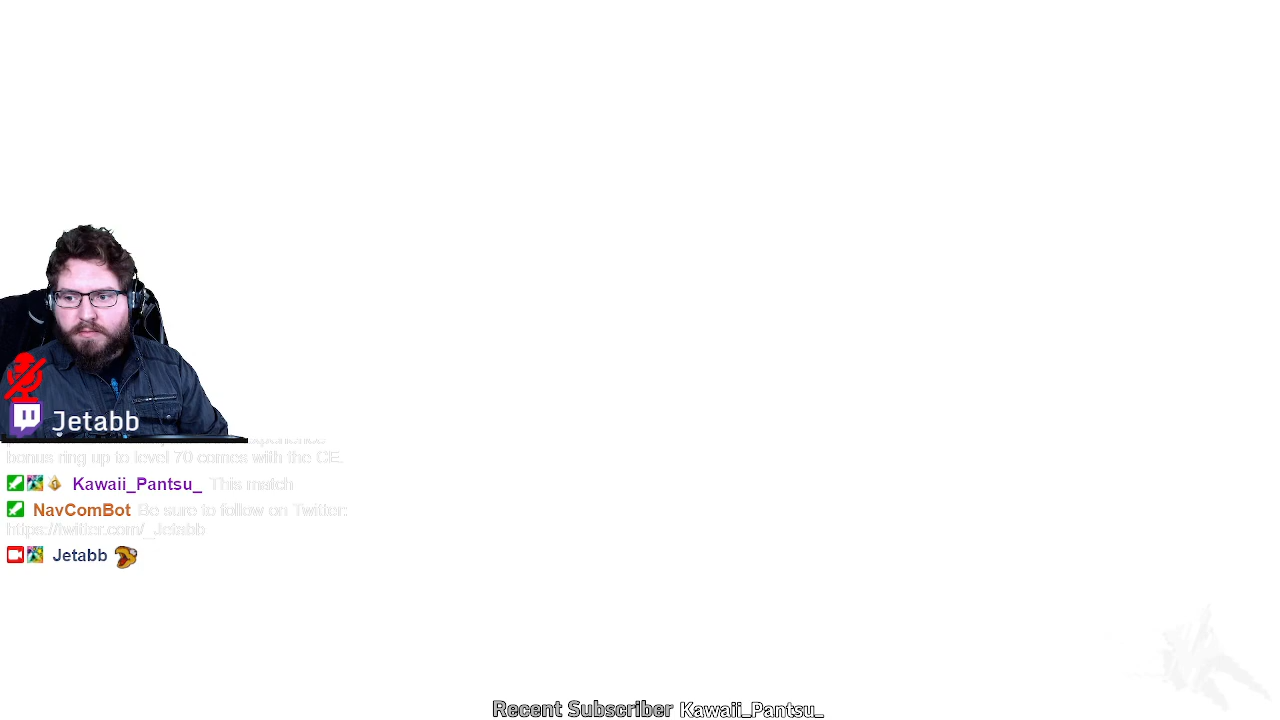 Jetabb
bonus ring up to level 70 comes with the CE.
Kawaii_Pantsu_ This match
NavComBot Be sure to follow on Twitter:
https://twitter.com/_Jetabb
Jetabb
Recent Subscriber Kawaii_Pantsu_